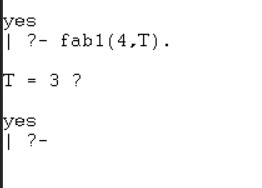 yes
| ?- fab1(4,T).
T = 3 ?
yes
| ?-